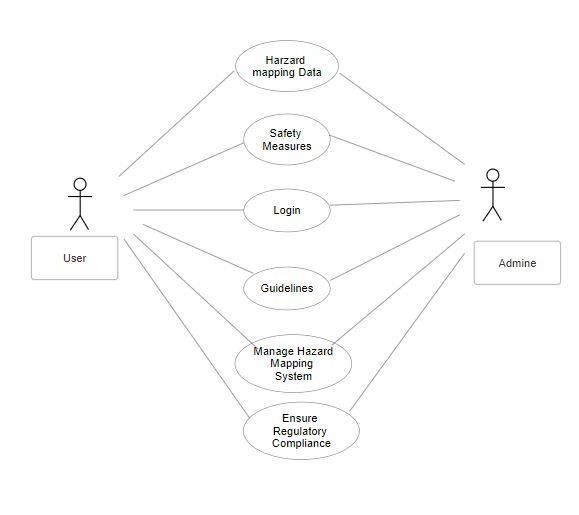 Harzard
mapping Data
Safety
Measures
Login
User
Admine
Guidelines
Manage Hazard
Mapping
System
Ensure
Regulatory
Compliance